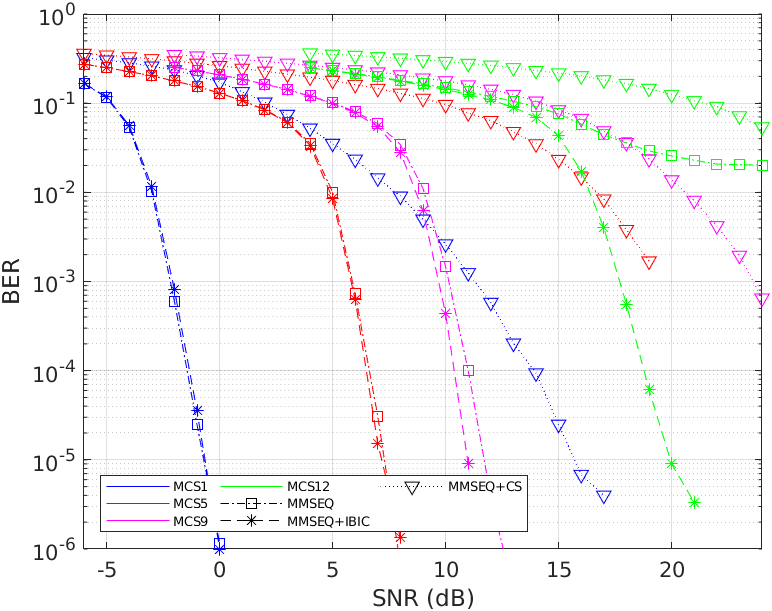 10^0
10^-1
10^-2
10^-3
10^-4
10^-5
10^-6
BER
MCS1 MCS12 MMSEQ+CS
MCS5 MMSEQ
MCS9 MMSEQ+IBIC
-5 0 5 10 15 20
SNR (dB)